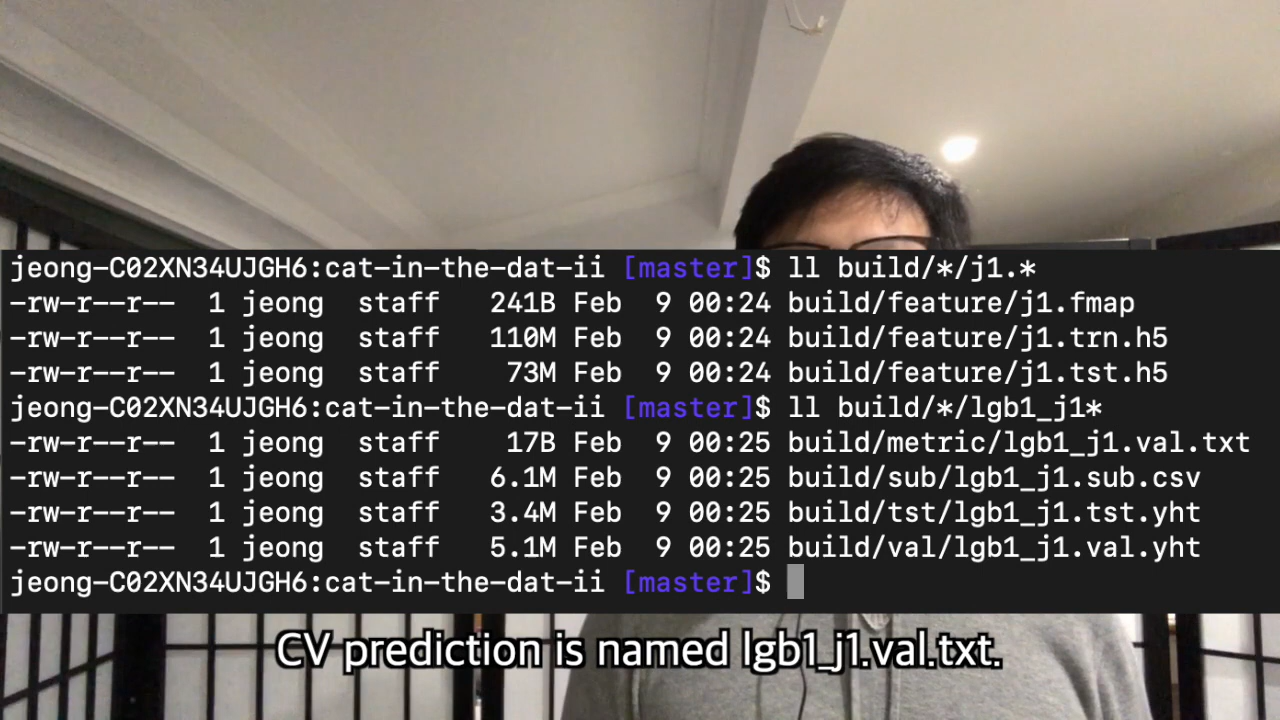 jeong-C02XN34UJGH6:cat-in-the-dat-ii [master]$ ll build/*/j1.*
-rw-r--r-- 1 jeong staff 241B Feb 9 00:24 build/feature/j1.fmap
-rw-r--r-- 1 jeong staff 110M Feb 9 00:24 build/feature/j1.trn.h5
-rw-r--r-- 1 jeong staff 73M Feb 9 00:24 build/feature/j1.tst.h5
jeong-C02XN34UJGH6:cat-in-the-dat-ii [master]$ ll build/*/lgb1_j1*
-rw-r--r-- 1 jeong staff 17B Feb 9 00:25 build/metric/lgb1_j1.val.txt
-rw-r--r-- 1 jeong staff 6.1M Feb 9 00:25 build/sub/lgb1_j1.sub.csv
-rw-r--r-- 1 jeong staff 3.4M Feb 9 00:25 build/tst/lgb1_j1.tst.yht
-rw-r--r-- 1 jeong staff 5.1M Feb 9 00:25 build/val/lgb1_j1.val.yht
jeong-C02XN34UJGH6:cat-in-the-dat-ii [master]$
CV prediction is named lgb1_j1.val.txt.